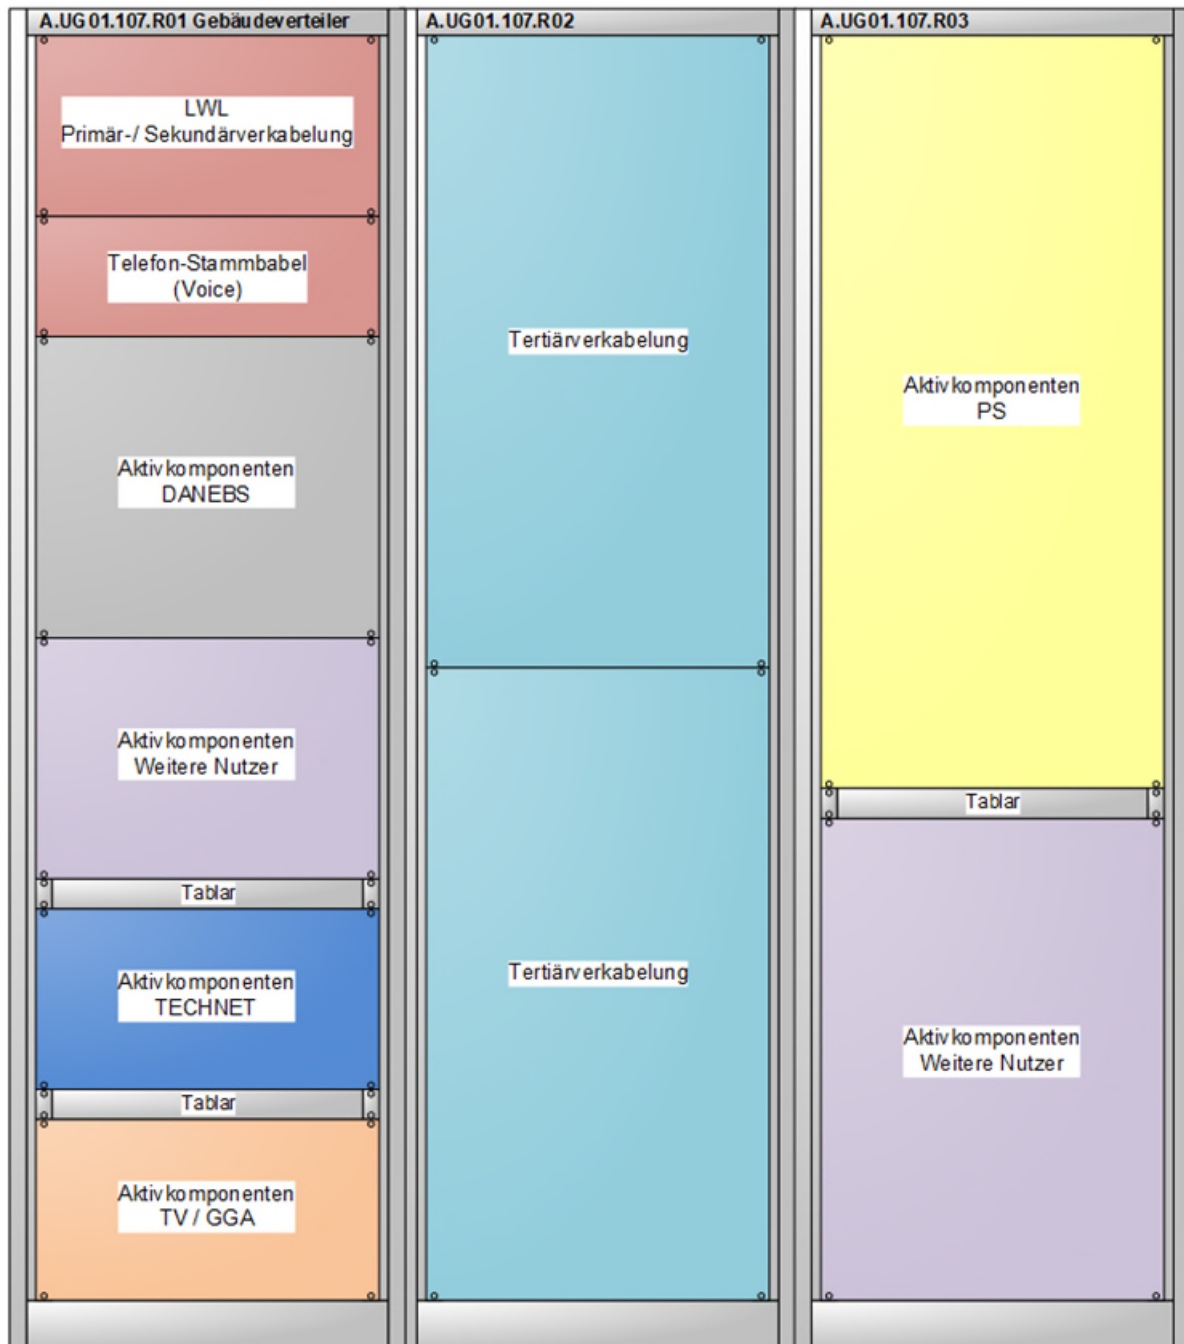 A.UG01.107.R01 Gebäudeverteiler
LWL
Primär-/ Sekundärverkabelung
Telefon-Stammbabel
(Voice)
Aktivkomponenten
DANEBS
Aktivkomponenten
Weitere Nutzer
Tablar
Aktivkomponenten
TECHNET
Tablar
Aktivkomponenten
TV / GGA
A.UG01.107.R02
Tertiärverkabelung
Tertiärverkabelung
A.UG01.107.R03
Aktivkomponenten
PS
Tablar
Aktivkomponenten
Weitere Nutzer